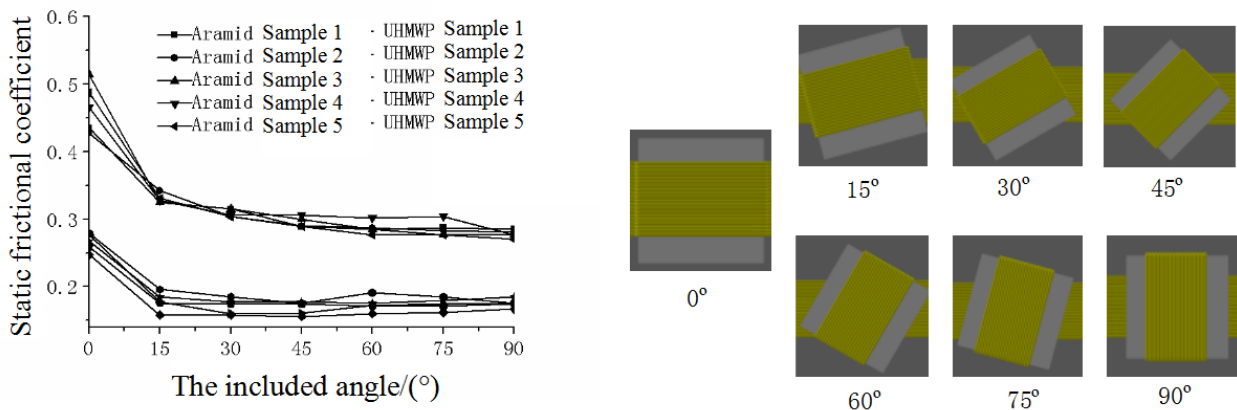 Static frictional coefficient
0.6
0.5
0.4
0.3
0.2
0
15
30
45
60
75
90
The included angle/(°)
Aramid Sample 1
Aramid Sample 2
Aramid Sample 3
Aramid Sample 4
Aramid Sample 5
UHMWP Sample 1
UHMWP Sample 2
UHMWP Sample 3
UHMWP Sample 4
UHMWP Sample 5
0°
15°
30°
45°
60°
75°
90°